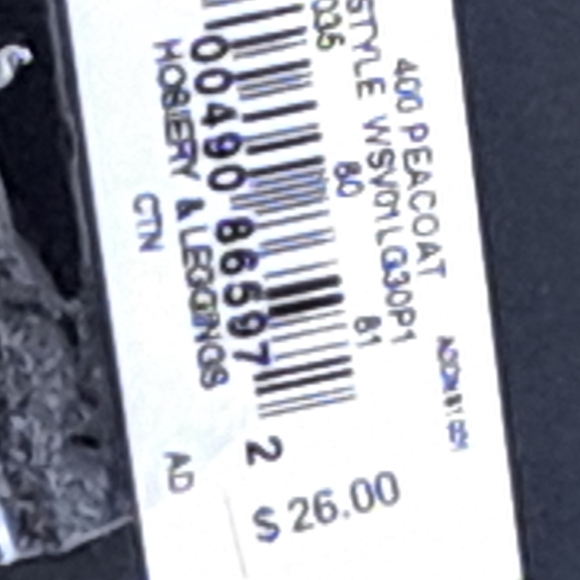 400 PEACOAT
STYLE WSV01LG30P1
035 80 81
00490 86597 2
HOSIERY & LEGGINGS
CTN AD
$26.00